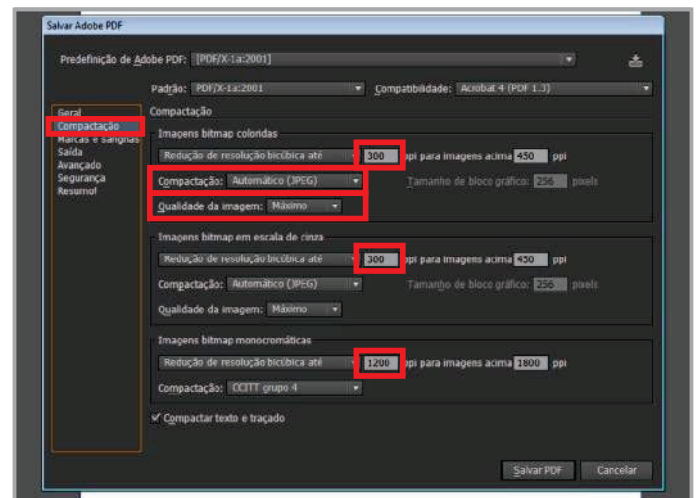 Salvar Adobe PDF
Predefinição de Adobe PDF: [PDF/X-1a:2001]
Padrão: PDF/X-1a:2001 Compatibilidade: Acrobat 4 (PDF 1.3)
Geral
Compactação
Marcas e sangrias
Saída
Avançado
Segurança
Resumol
Compactação
Imagens bitmap coloridas
Redução de resolução bicúbica até 300 ppi para imagens acima 450 ppi
Compactação: Automático (JPEG) Tamanho de bloco gráfico: 256 pixels
Qualidade da imagem: Máximo
Imagens bitmap em escala de cinza
Redução de resolução bicúbica até 300 ppi para imagens acima 450 ppi
Compactação: Automático (JPEG) Tamanho de bloco gráfico: 256 pixels
Qualidade da imagem: Máximo
Imagens bitmap monocromáticas
Redução de resolução bicúbica até 1200 ppi para imagens acima 1800 ppi
Compactação: CCITT grupo 4
Compactar texto e traçado
Salvar PDF Cancelar